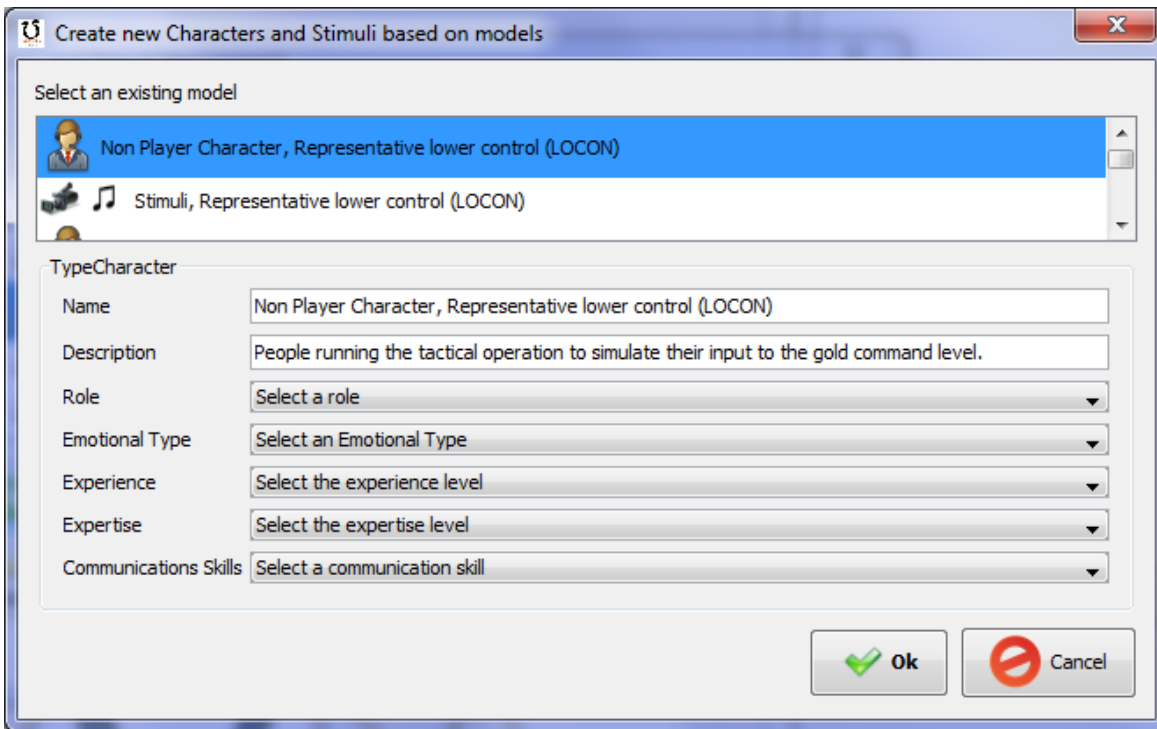 Create new Characters and Stimuli based on models
Select an existing model
Non Player Character, Representative lower control (LOCON)
Stimuli, Representative lower control (LOCON)
TypeCharacter
Name Non Player Character, Representative lower control (LOCON)
Description People running the tactical operation to simulate their input to the gold command level.
Role Select a role
Emotional Type Select an Emotional Type
Experience Select the experience level
Expertise Select the expertise level
Communications Skills Select a communication skill
Ok Cancel